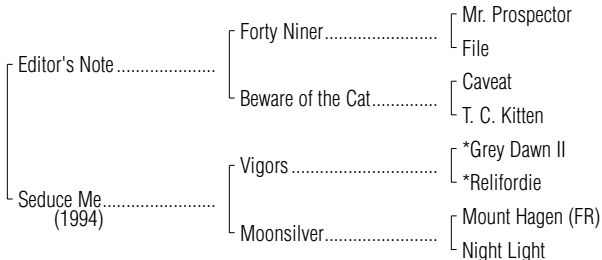 Mr. Prospector
Forty Niner
File
Editor's Note
Caveat
Beware of the Cat
T. C. Kitten
*Grey Dawn II
Vigors
*Relifordie
Seduce Me
(1994)
Mount Hagen (FR)
Moonsilver
Night Light